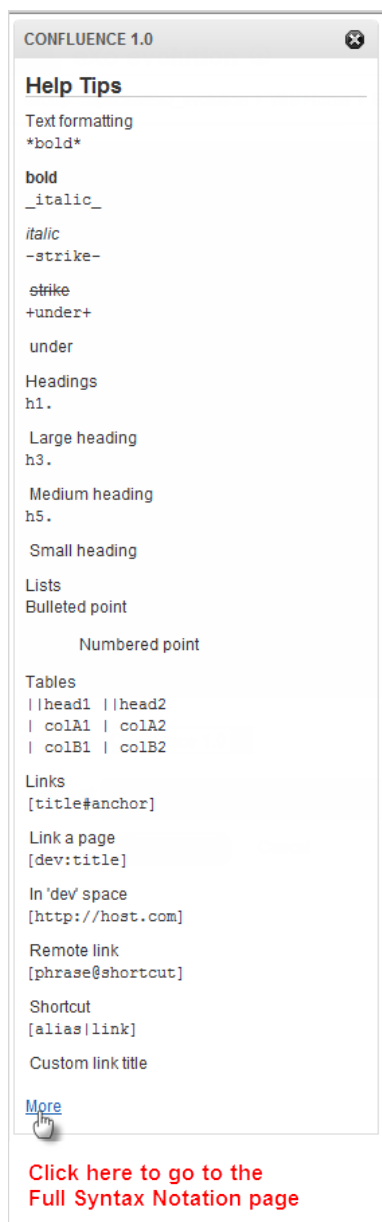 CONFLUENCE 1.0
Help Tips
Text formatting
*bold*
bold
_italic_
italic
-strike-
strike
+under+
under
Headings
h1.
Large heading
h3.
Medium heading
h5.
Small heading
Lists
Bulleted point
Numbered point
Tables
||head1 ||head2
| colA1 | colA2
| colB1 | colB2
Links
[title#anchor]
Link a page
[dev:title]
In 'dev' space
[http://host.com]
Remote link
[phrase@shortcut]
Shortcut
[alias|link]
Custom link title
More
Click here to go to the
Full Syntax Notation page